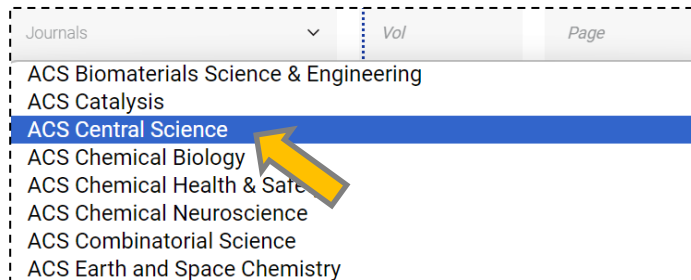 Journals Vol Page
ACS Biomaterials Science & Engineering
ACS Catalysis
ACS Central Science
ACS Chemical Biology
ACS Chemical Health &
ACS Chemical Neuroscience
ACS Combinatorial Science
ACS Earth and Space Chemistry